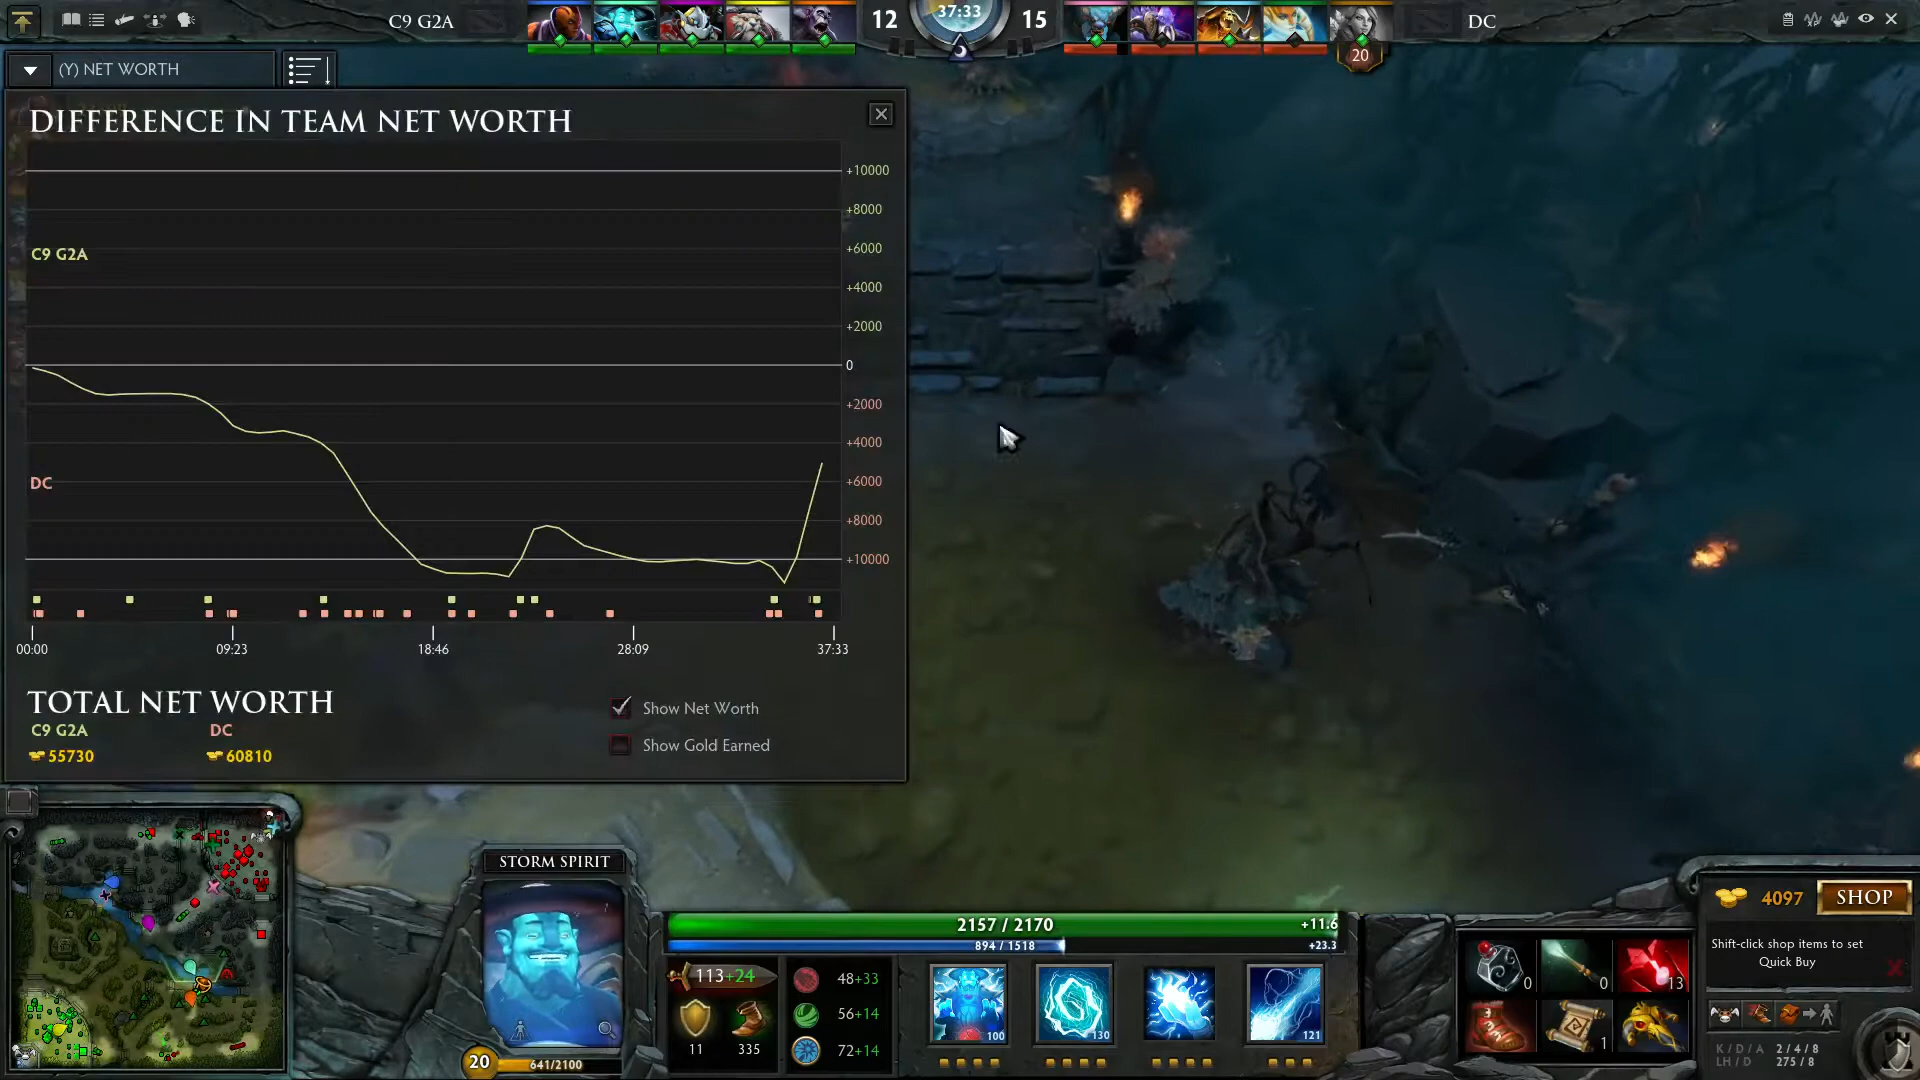 C9 G2A
12
37:33
15
DC
20
(Y) NET WORTH
DIFFERENCE IN TEAM NET WORTH
+10000
+8000
+6000
C9 G2A
+4000
+2000
0
+2000
+4000
DC
+6000
+8000
+10000
00:00
09:23
18:46
28:09
37:33
TOTAL NET WORTH
C9 G2A
DC
55730
60810
Show Net Worth
Show Gold Earned
STORM SPIRIT
20
641/2100
2157 / 2170
+11.6
894 / 1518
+23.3
113+24
11
335
48+33
56+14
72+14
100
130
121
0
0
13
1
4097
SHOP
Shift-click shop items to set
Quick Buy
K / D / A 2 / 4 / 8
LH / D 275 / 8